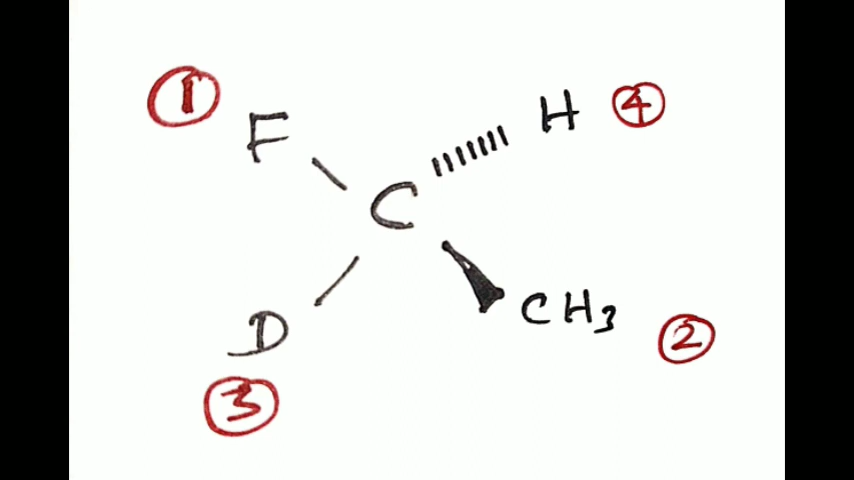 ① F H ④
C
D CH₃ ②
③